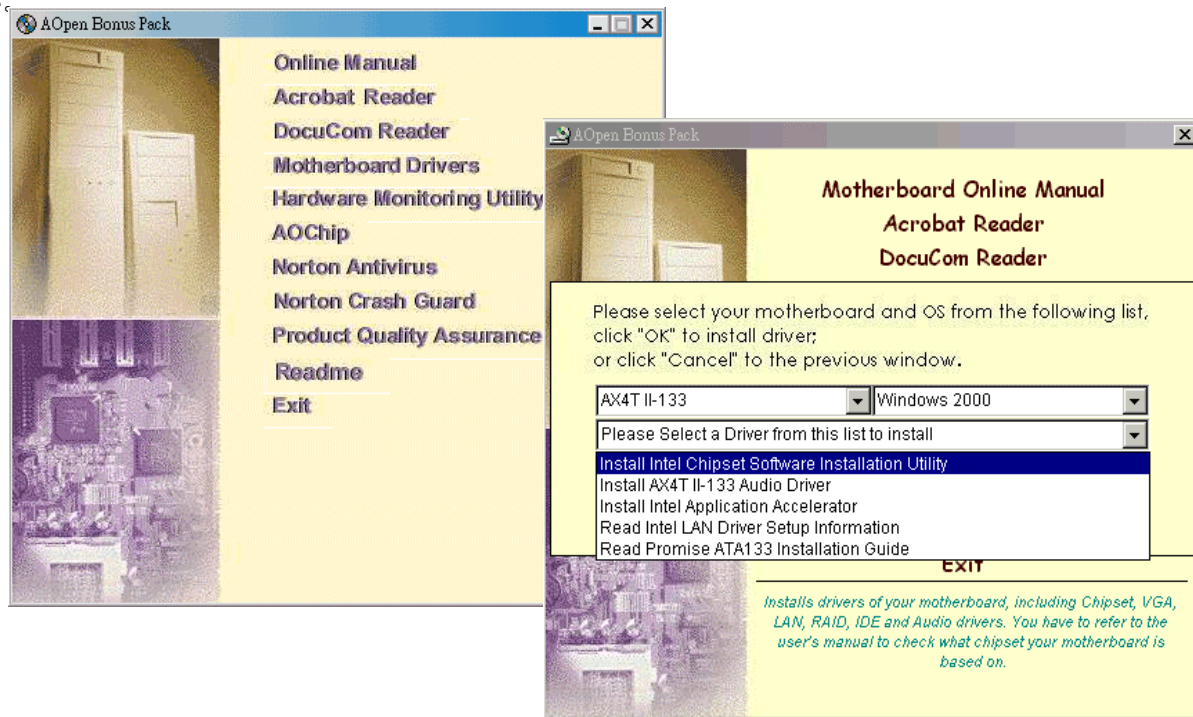 AOpen Bonus Pack
Online Manual
Acrobat Reader
DocuCom Reader
Motherboard Drivers
Hardware Monitoring Utility
AOChip
Norton Antivirus
Norton Crash Guard
Product Quality Assurance
Readme
Exit
AOpen Bonus Pack
Motherboard Online Manual
Acrobat Reader
DocuCom Reader
Please select your motherboard and OS from the following list,
click "OK" to install driver;
or click "Cancel" to the previous window.
AX4T II-133
Windows 2000
Please Select a Driver from this list to install
Install Intel Chipset Software Installation Utility
Install AX4T II-133 Audio Driver
Install Intel Application Accelerator
Read Intel LAN Driver Setup Information
Read Promise ATA133 Installation Guide
Exit
Installs drivers of your motherboard, including Chipset, VGA,
LAN, RAID, IDE and Audio drivers. You have to refer to the
user's manual to check what chipset your motherboard is
based on.